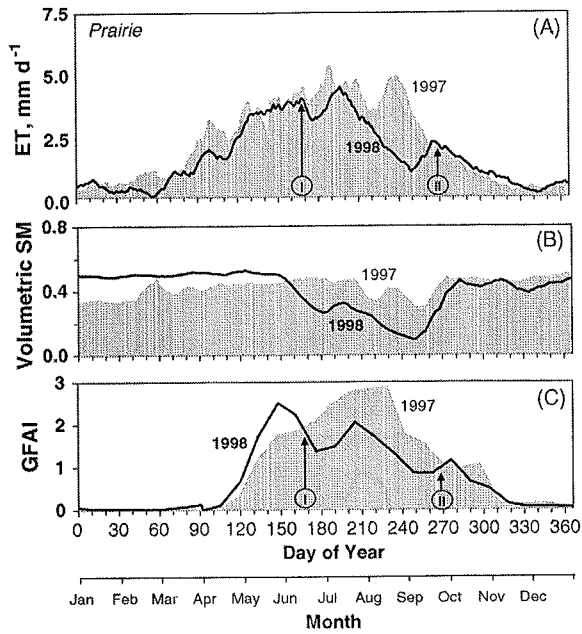 Prairie
(A)
7.5
5.0
2.5
0.0
ET, mm d⁻¹
1997
1998
I
II
(B)
0.8
0.4
0.0
Volumetric SM
1997
1998
(C)
3
2
1
0
GFAI
1998
1997
I
II
0 30 60 90 120 150 180 210 240 270 300 330 360
Day of Year
Jan Feb Mar Apr May Jun Jul Aug Sep Oct Nov Dec
Month